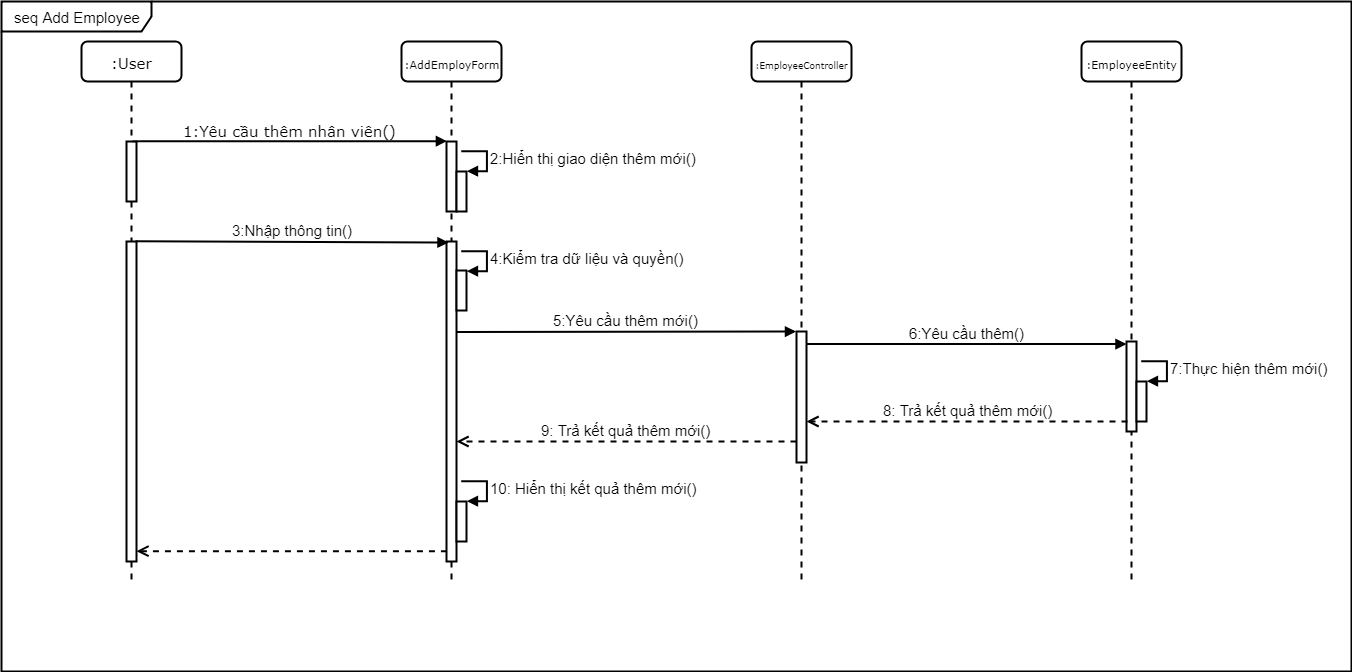 seq Add Employee
:User
:AddEmployForm
:EmployeeController
:EmployeeEntity
1:Yêu cầu thêm nhân viên()
2:Hiển thị giao diện thêm mới()
3:Nhập thông tin()
4:Kiểm tra dữ liệu và quyền()
5:Yêu cầu thêm mới()
6:Yêu cầu thêm()
7:Thực hiện thêm mới()
8: Trả kết quả thêm mới()
9: Trả kết quả thêm mới()
10: Hiển thị kết quả thêm mới()